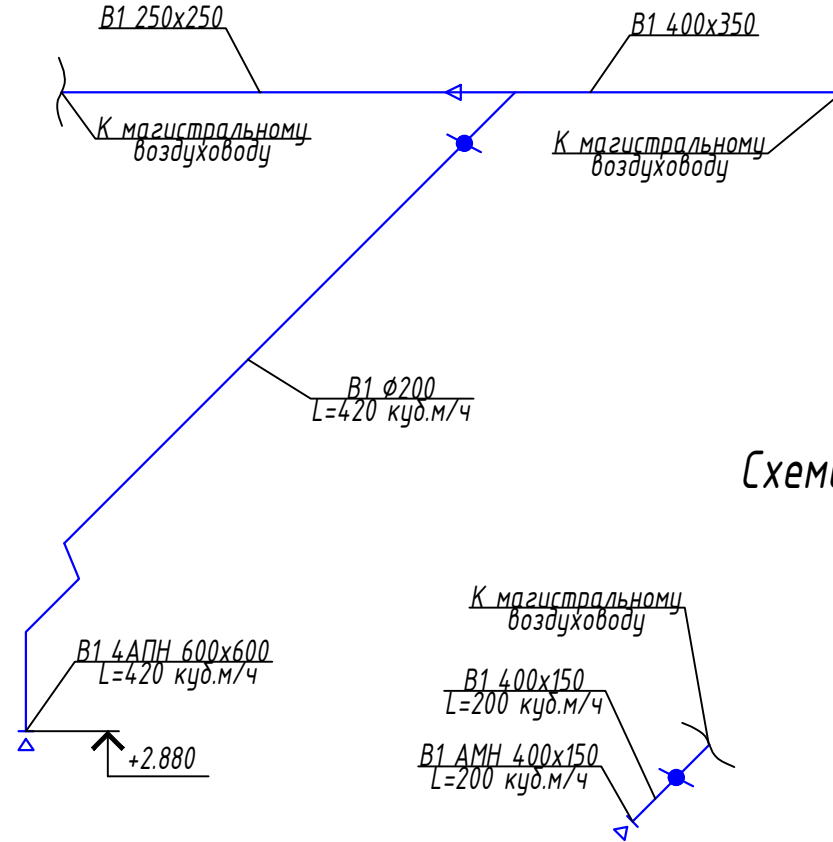 В1 250х250
В1 400х350
К магистральному
воздуховоду
К магистральному
воздуховоду
В1 ϕ200
L=420 куб.м/ч
К магистральному
воздуховоду
В1 4АПН 600х600
L=420 куб.м/ч
+2.880
В1 400х150
L=200 куб.м/ч
В1 АМН 400х150
L=200 куб.м/ч